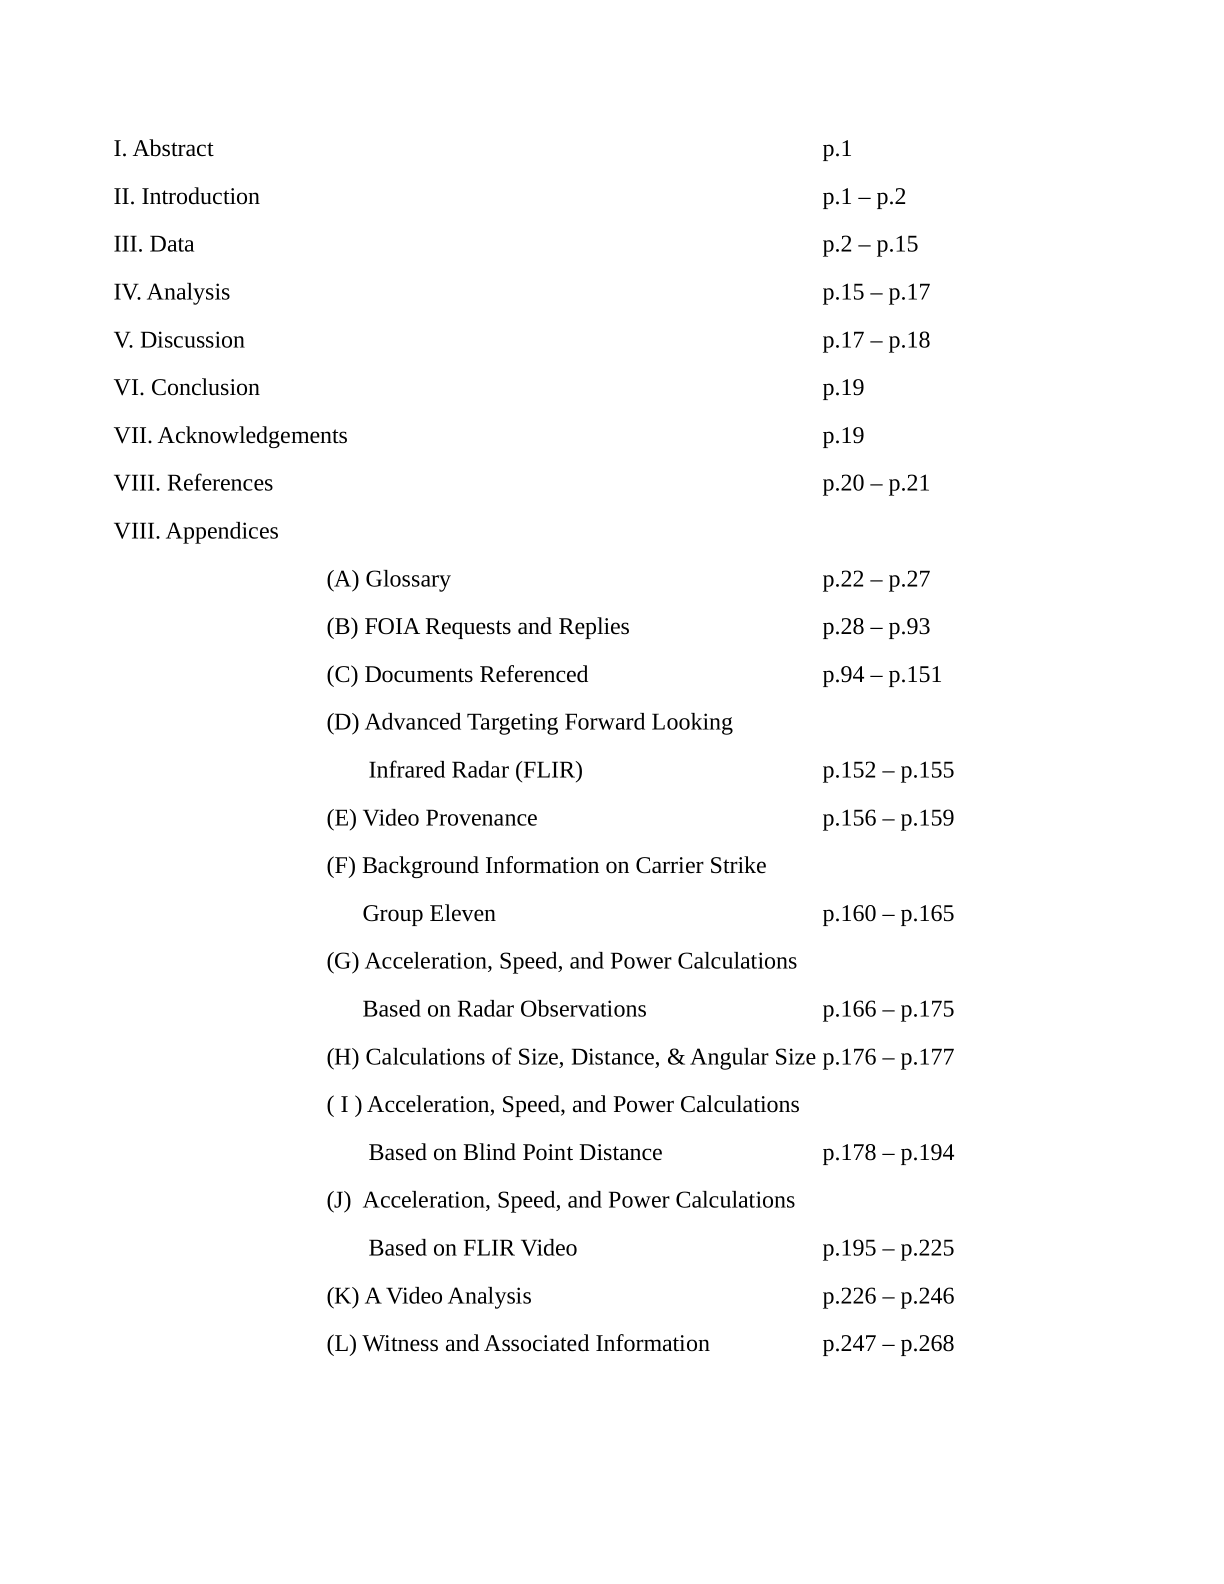 I. Abstract p.1
II. Introduction p.1 – p.2
III. Data p.2 – p.15
IV. Analysis p.15 – p.17
V. Discussion p.17 – p.18
VI. Conclusion p.19
VII. Acknowledgements p.19
VIII. References p.20 – p.21
VIII. Appendices
(A) Glossary p.22 – p.27
(B) FOIA Requests and Replies p.28 – p.93
(C) Documents Referenced p.94 – p.151
(D) Advanced Targeting Forward Looking
Infrared Radar (FLIR) p.152 – p.155
(E) Video Provenance p.156 – p.159
(F) Background Information on Carrier Strike
Group Eleven p.160 – p.165
(G) Acceleration, Speed, and Power Calculations
Based on Radar Observations p.166 – p.175
(H) Calculations of Size, Distance, & Angular Size p.176 – p.177
( I ) Acceleration, Speed, and Power Calculations
Based on Blind Point Distance p.178 – p.194
(J) Acceleration, Speed, and Power Calculations
Based on FLIR Video p.195 – p.225
(K) A Video Analysis p.226 – p.246
(L) Witness and Associated Information p.247 – p.268